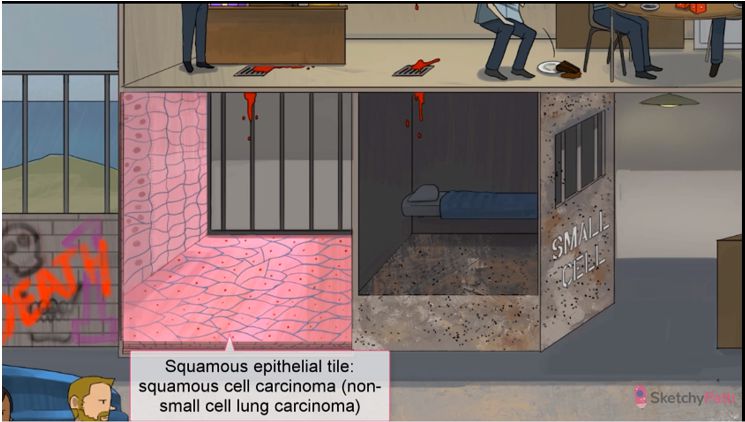 SMALL
CELL
DEATH
Squamous epithelial tile:
squamous cell carcinoma (non-
small cell lung carcinoma)
SketchyPath